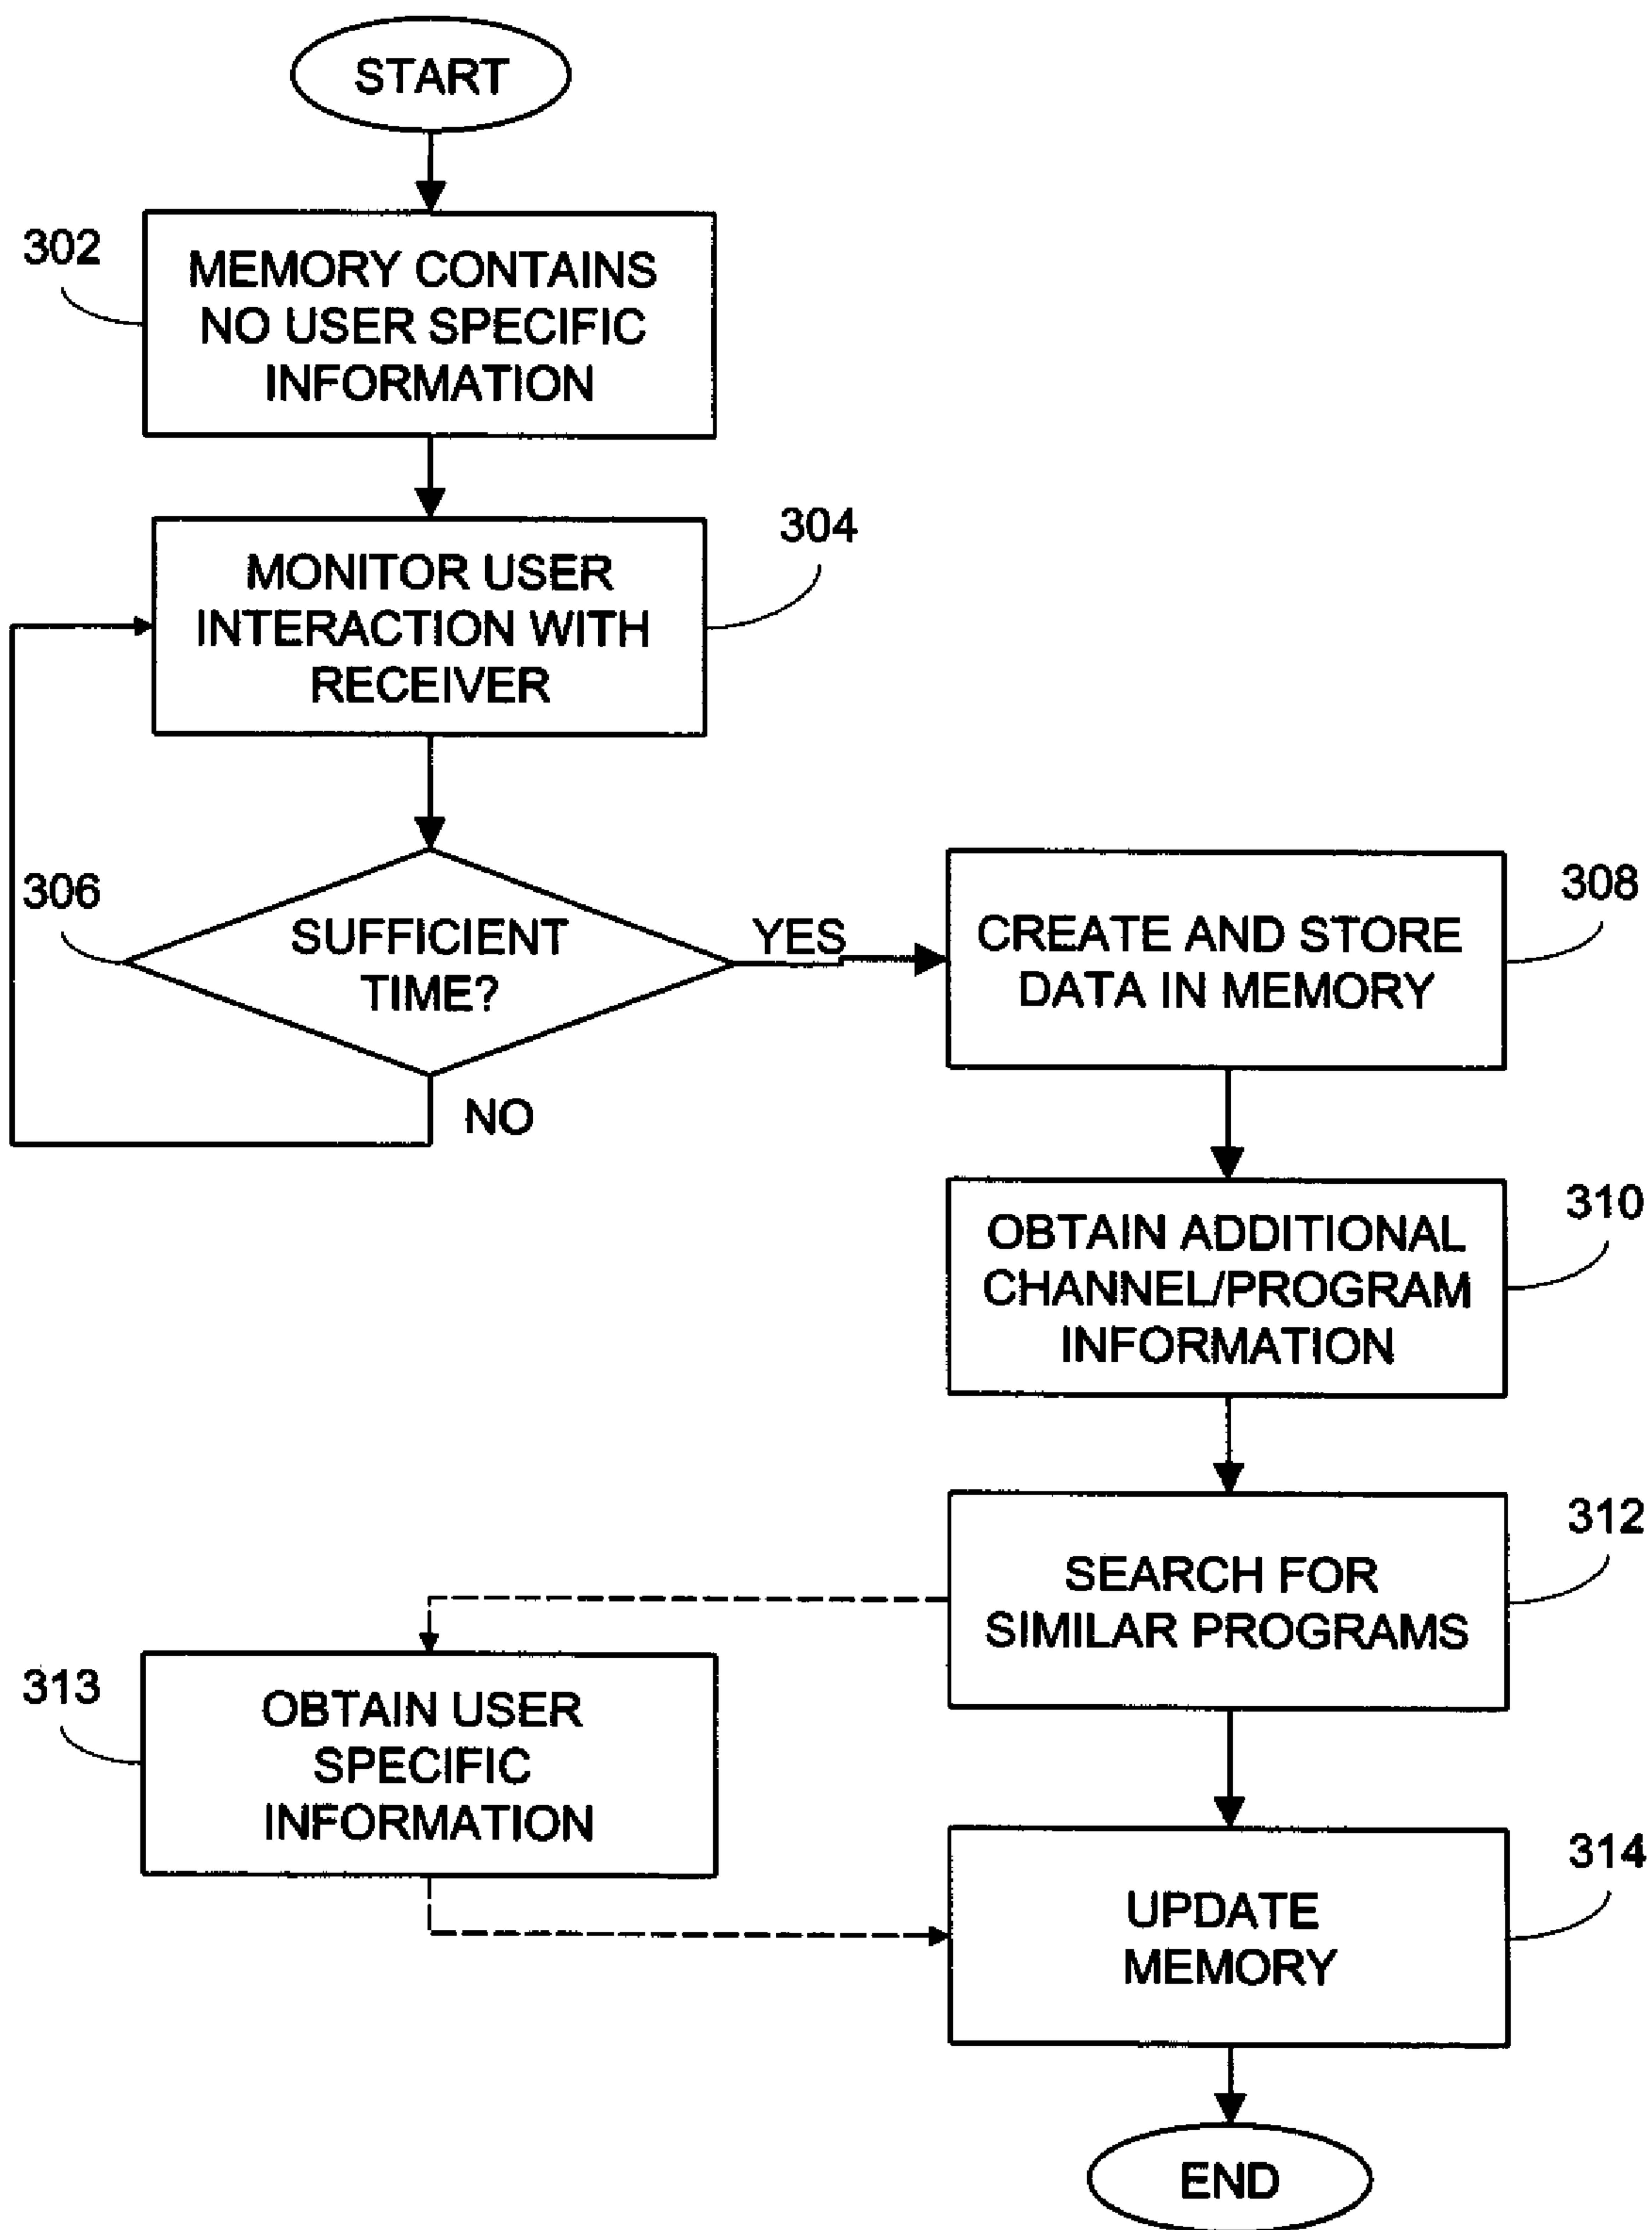 START
302
MEMORY CONTAINS
NO USER SPECIFIC
INFORMATION
304
MONITOR USER
INTERACTION WITH
RECEIVER
306
SUFFICIENT
TIME?
YES
NO
308
CREATE AND STORE
DATA IN MEMORY
310
OBTAIN ADDITIONAL
CHANNEL/PROGRAM
INFORMATION
312
SEARCH FOR
SIMILAR PROGRAMS
313
OBTAIN USER
SPECIFIC
INFORMATION
314
UPDATE
MEMORY
END